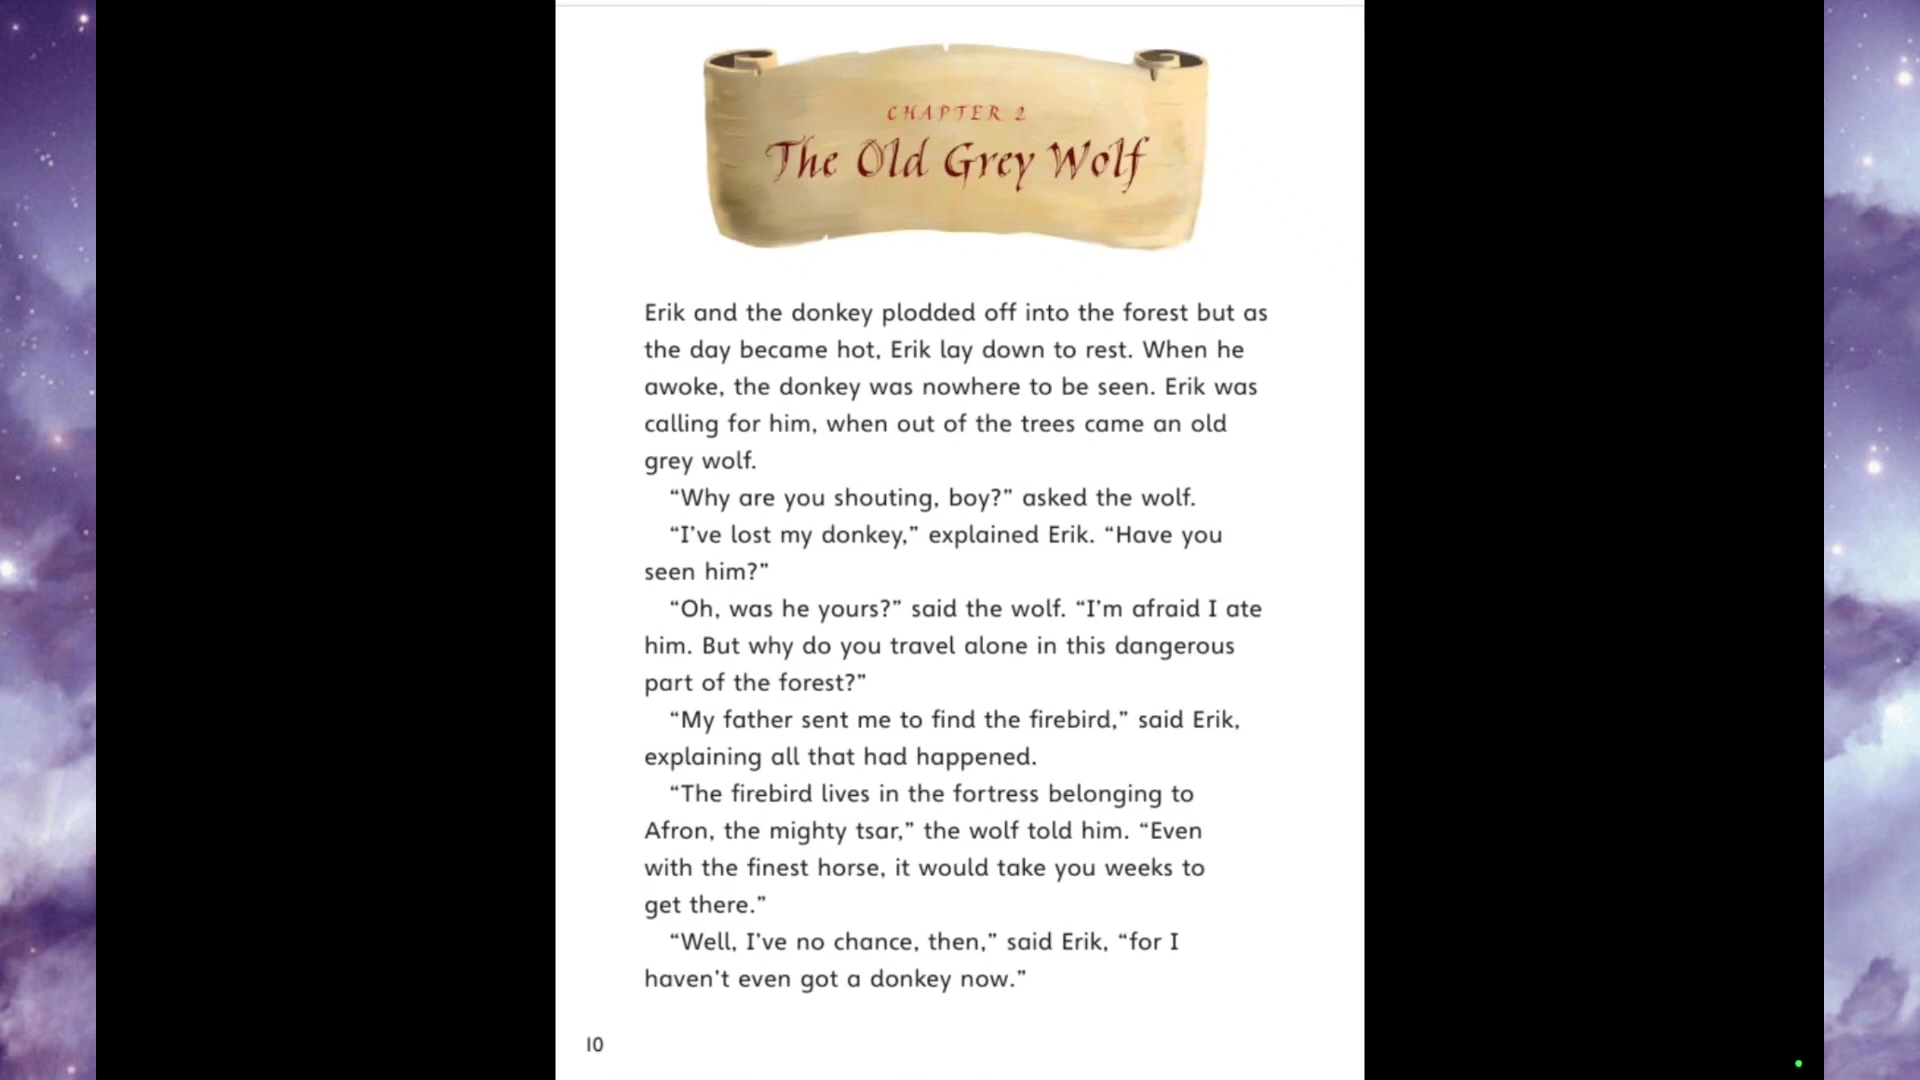 CHAPTER 2
The Old Grey Wolf
Erik and the donkey plodded off into the forest but as
the day became hot, Erik lay down to rest. When he
awoke, the donkey was nowhere to be seen. Erik was
calling for him, when out of the trees came an old
grey wolf.
“Why are you shouting, boy?” asked the wolf.
“I’ve lost my donkey,” explained Erik. “Have you
seen him?”
“Oh, was he yours?” said the wolf. “I’m afraid I ate
him. But why do you travel alone in this dangerous
part of the forest?”
“My father sent me to find the firebird,” said Erik,
explaining all that had happened.
“The firebird lives in the fortress belonging to
Afron, the mighty tsar,” the wolf told him. “Even
with the finest horse, it would take you weeks to
get there.”
“Well, I’ve no chance, then,” said Erik, “for I
haven’t even got a donkey now.”
10